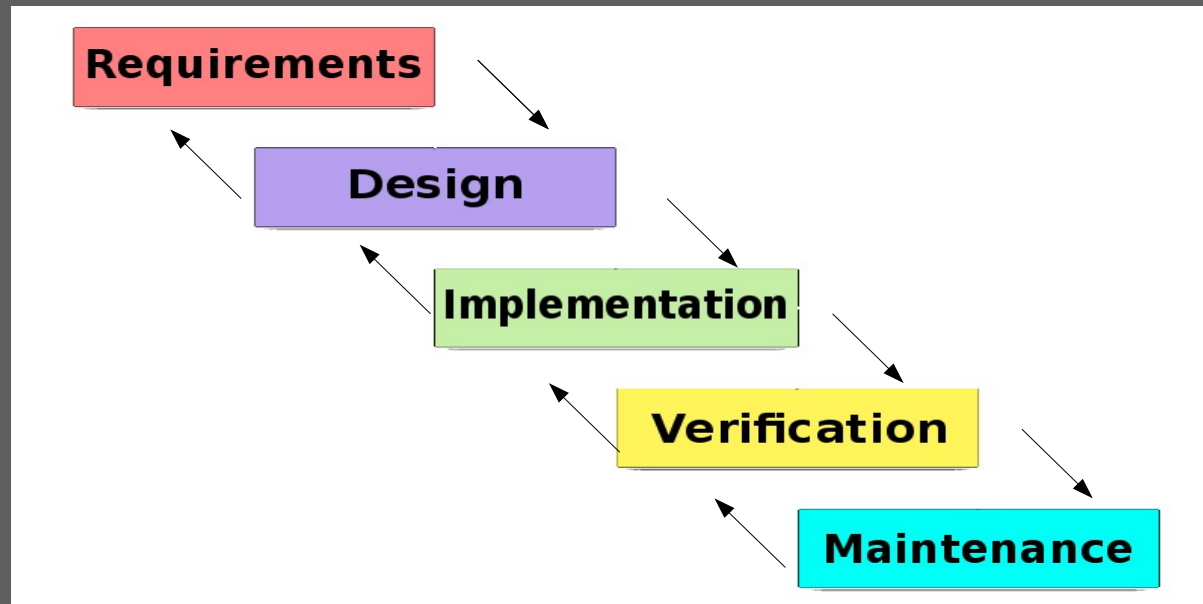 Requirements
Design
Implementation
Verification
Maintenance